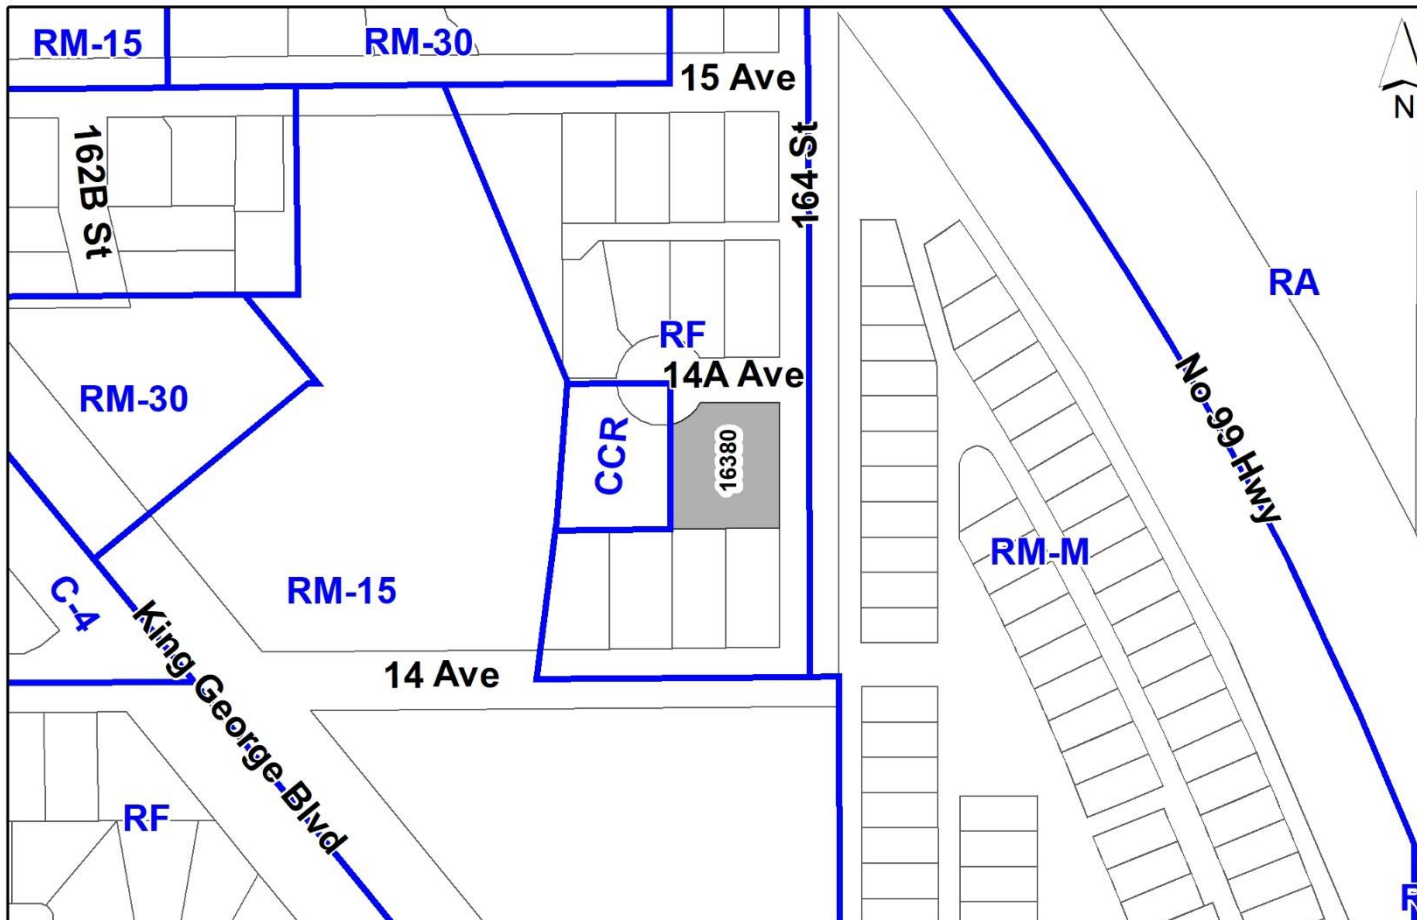 RM-15
RM-30
15 Ave
N
162B St
164 St
RA
RF
14A Ave
RM-30
CCR
16380
No 99 Hwy
RM-M
C-4
RM-15
King George Blvd
14 Ave
RF